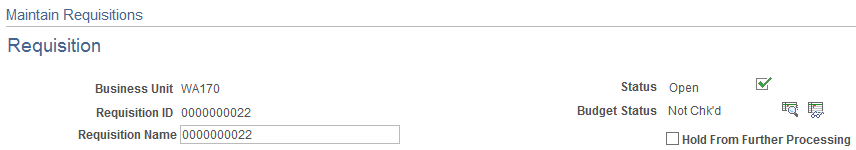 Maintain Requisitions
Requisition
Business Unit WA170 Status Open
Requisition ID 0000000022 Budget Status Not Chk'd
Requisition Name 0000000022
Hold From Further Processing